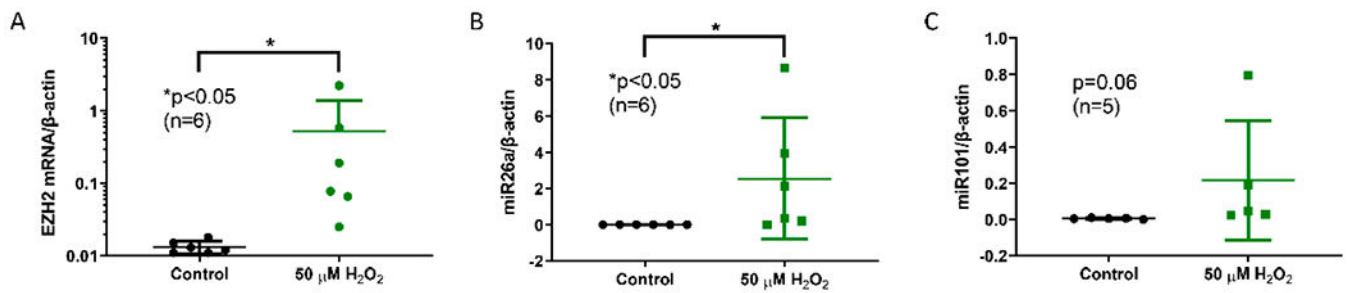 A
EZH2 mRNA/β-actin
10
1
0.1
0.01
*
*p<0.05
(n=6)
Control
50 μM H₂O₂
B
miR26a/β-actin
10
8
6
4
2
0
-2
*
*p<0.05
(n=6)
Control
50 μM H₂O₂
C
miR101/β-actin
1.0
0.8
0.6
0.4
0.2
0.0
-0.2
p=0.06
(n=5)
Control
50 μM H₂O₂